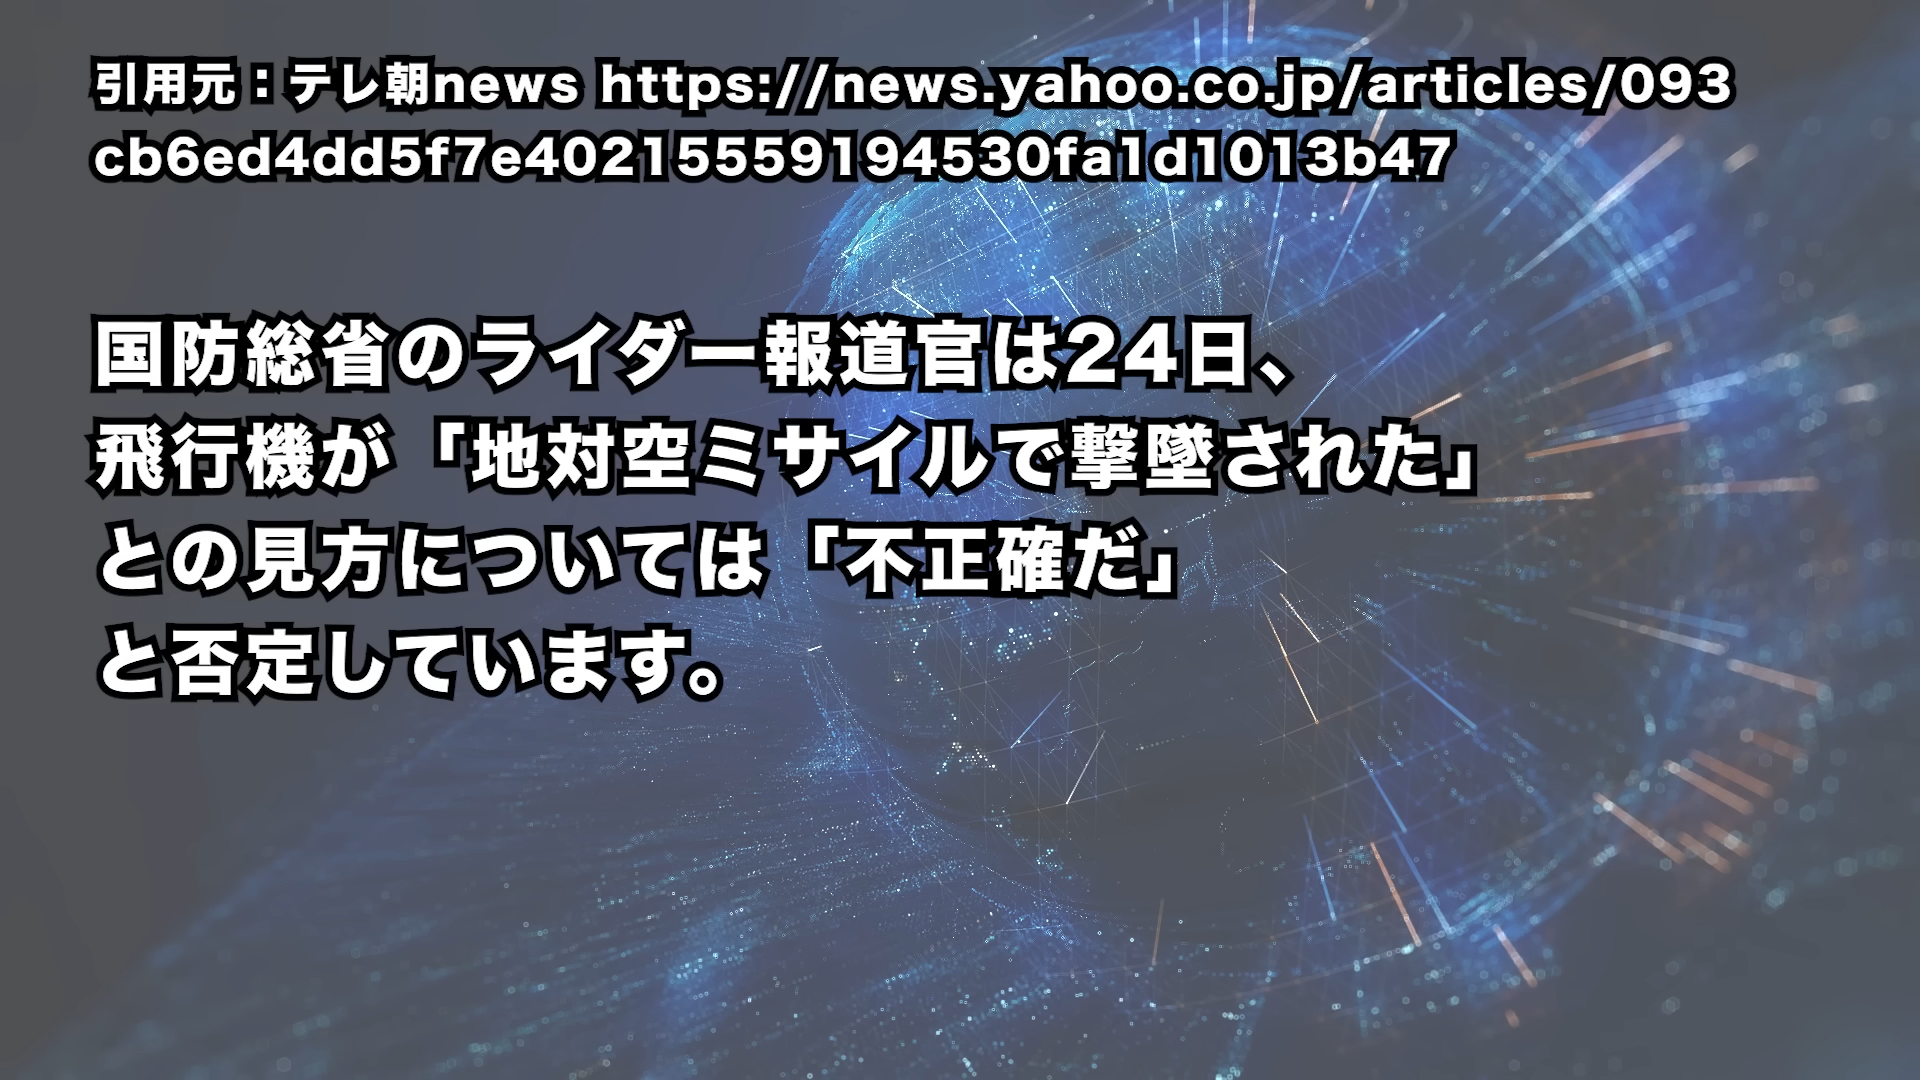 引用元：テレ朝news https://news.yahoo.co.jp/articles/093
cb6ed4dd5f7e40215559194530fa1d1013b47
国防総省のライダー報道官は24日、
飛行機が「地対空ミサイルで撃墜された」
との見方については「不正確だ」
と否定しています。